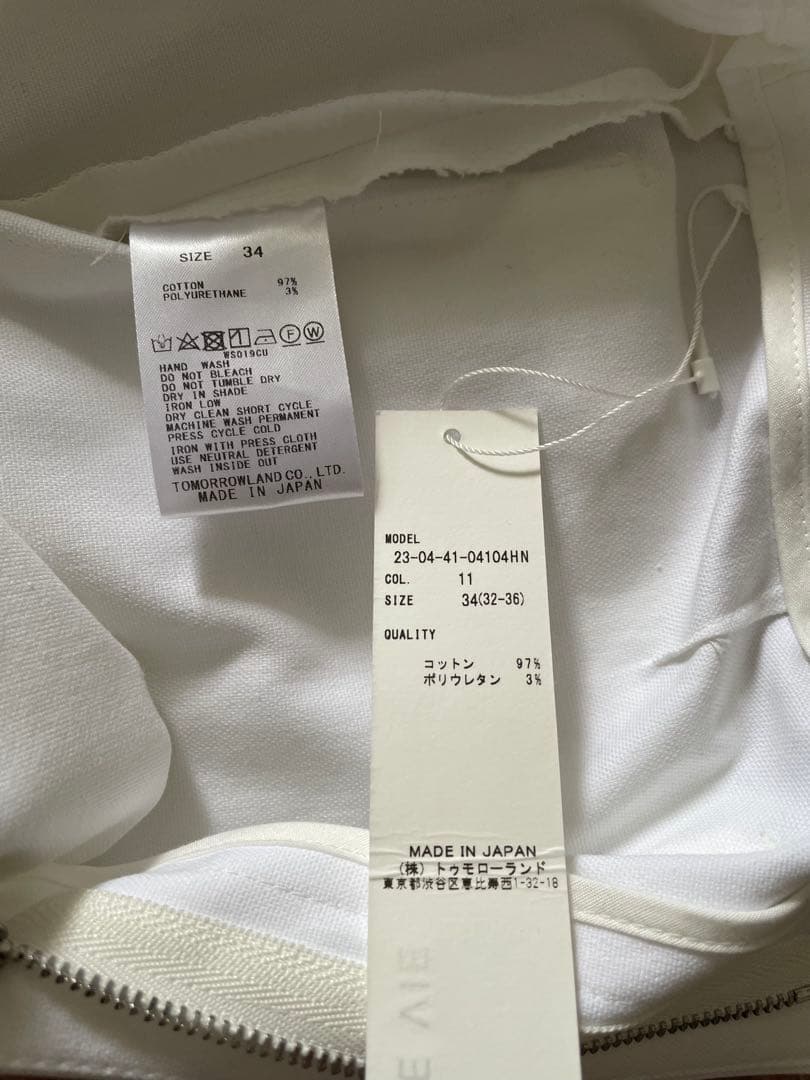 SIZE 34
COTTON 97%
POLYURETHANE 3%
F W
WS019CU
HAND WASH
DO NOT BLEACH
DO NOT TUMBLE DRY
DRY IN SHADE
IRON LOW
DRY CLEAN SHORT CYCLE
MACHINE WASH PERMANENT
PRESS CYCLE COLD
IRON WITH PRESS CLOTH
USE NEUTRAL DETERGENT
WASH INSIDE OUT
TOMORROWLAND CO., LTD.
MADE IN JAPAN
MODEL
23-04-41-04104HN
COL. 11
SIZE 34(32-36)
QUALITY
コットン 97%
ポリウレタン 3%
MADE IN JAPAN
(株)トゥモローランド
東京都渋谷区恵比寿西1-32-18
E VIE